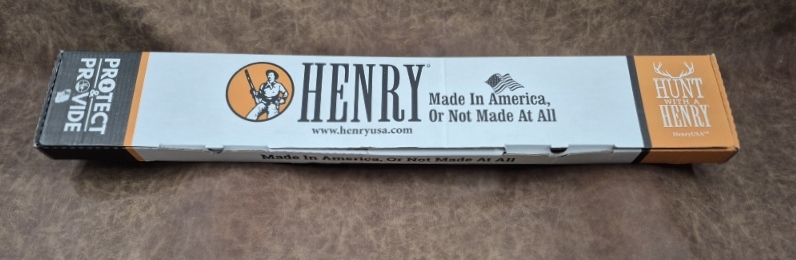 PROTECT
& PROVIDE
HENRY
Made In America,
Or Not Made At All
www.henryusa.com
HUNT
WITH A
HENRY
Made In America, Or Not Made At All